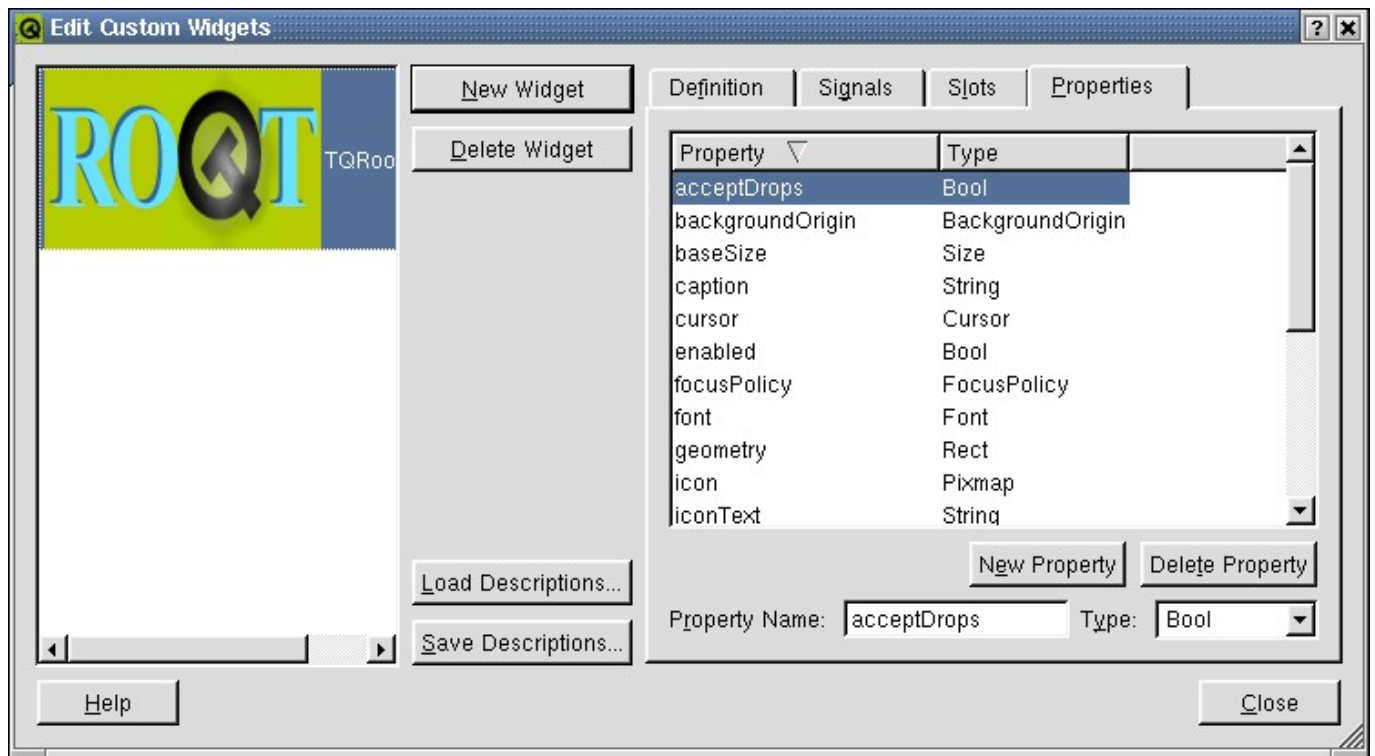 Edit Custom Widgets
ROQT
TQRoo
New Widget
Delete Widget
Load Descriptions...
Save Descriptions...
Definition Signals Slots Properties
Property Type
acceptDrops Bool
backgroundOrigin BackgroundOrigin
baseSize Size
caption String
cursor Cursor
enabled Bool
focusPolicy FocusPolicy
font Font
geometry Rect
icon Pixmap
iconText String
New Property Delete Property
Property Name: acceptDrops Type: Bool
Help Close